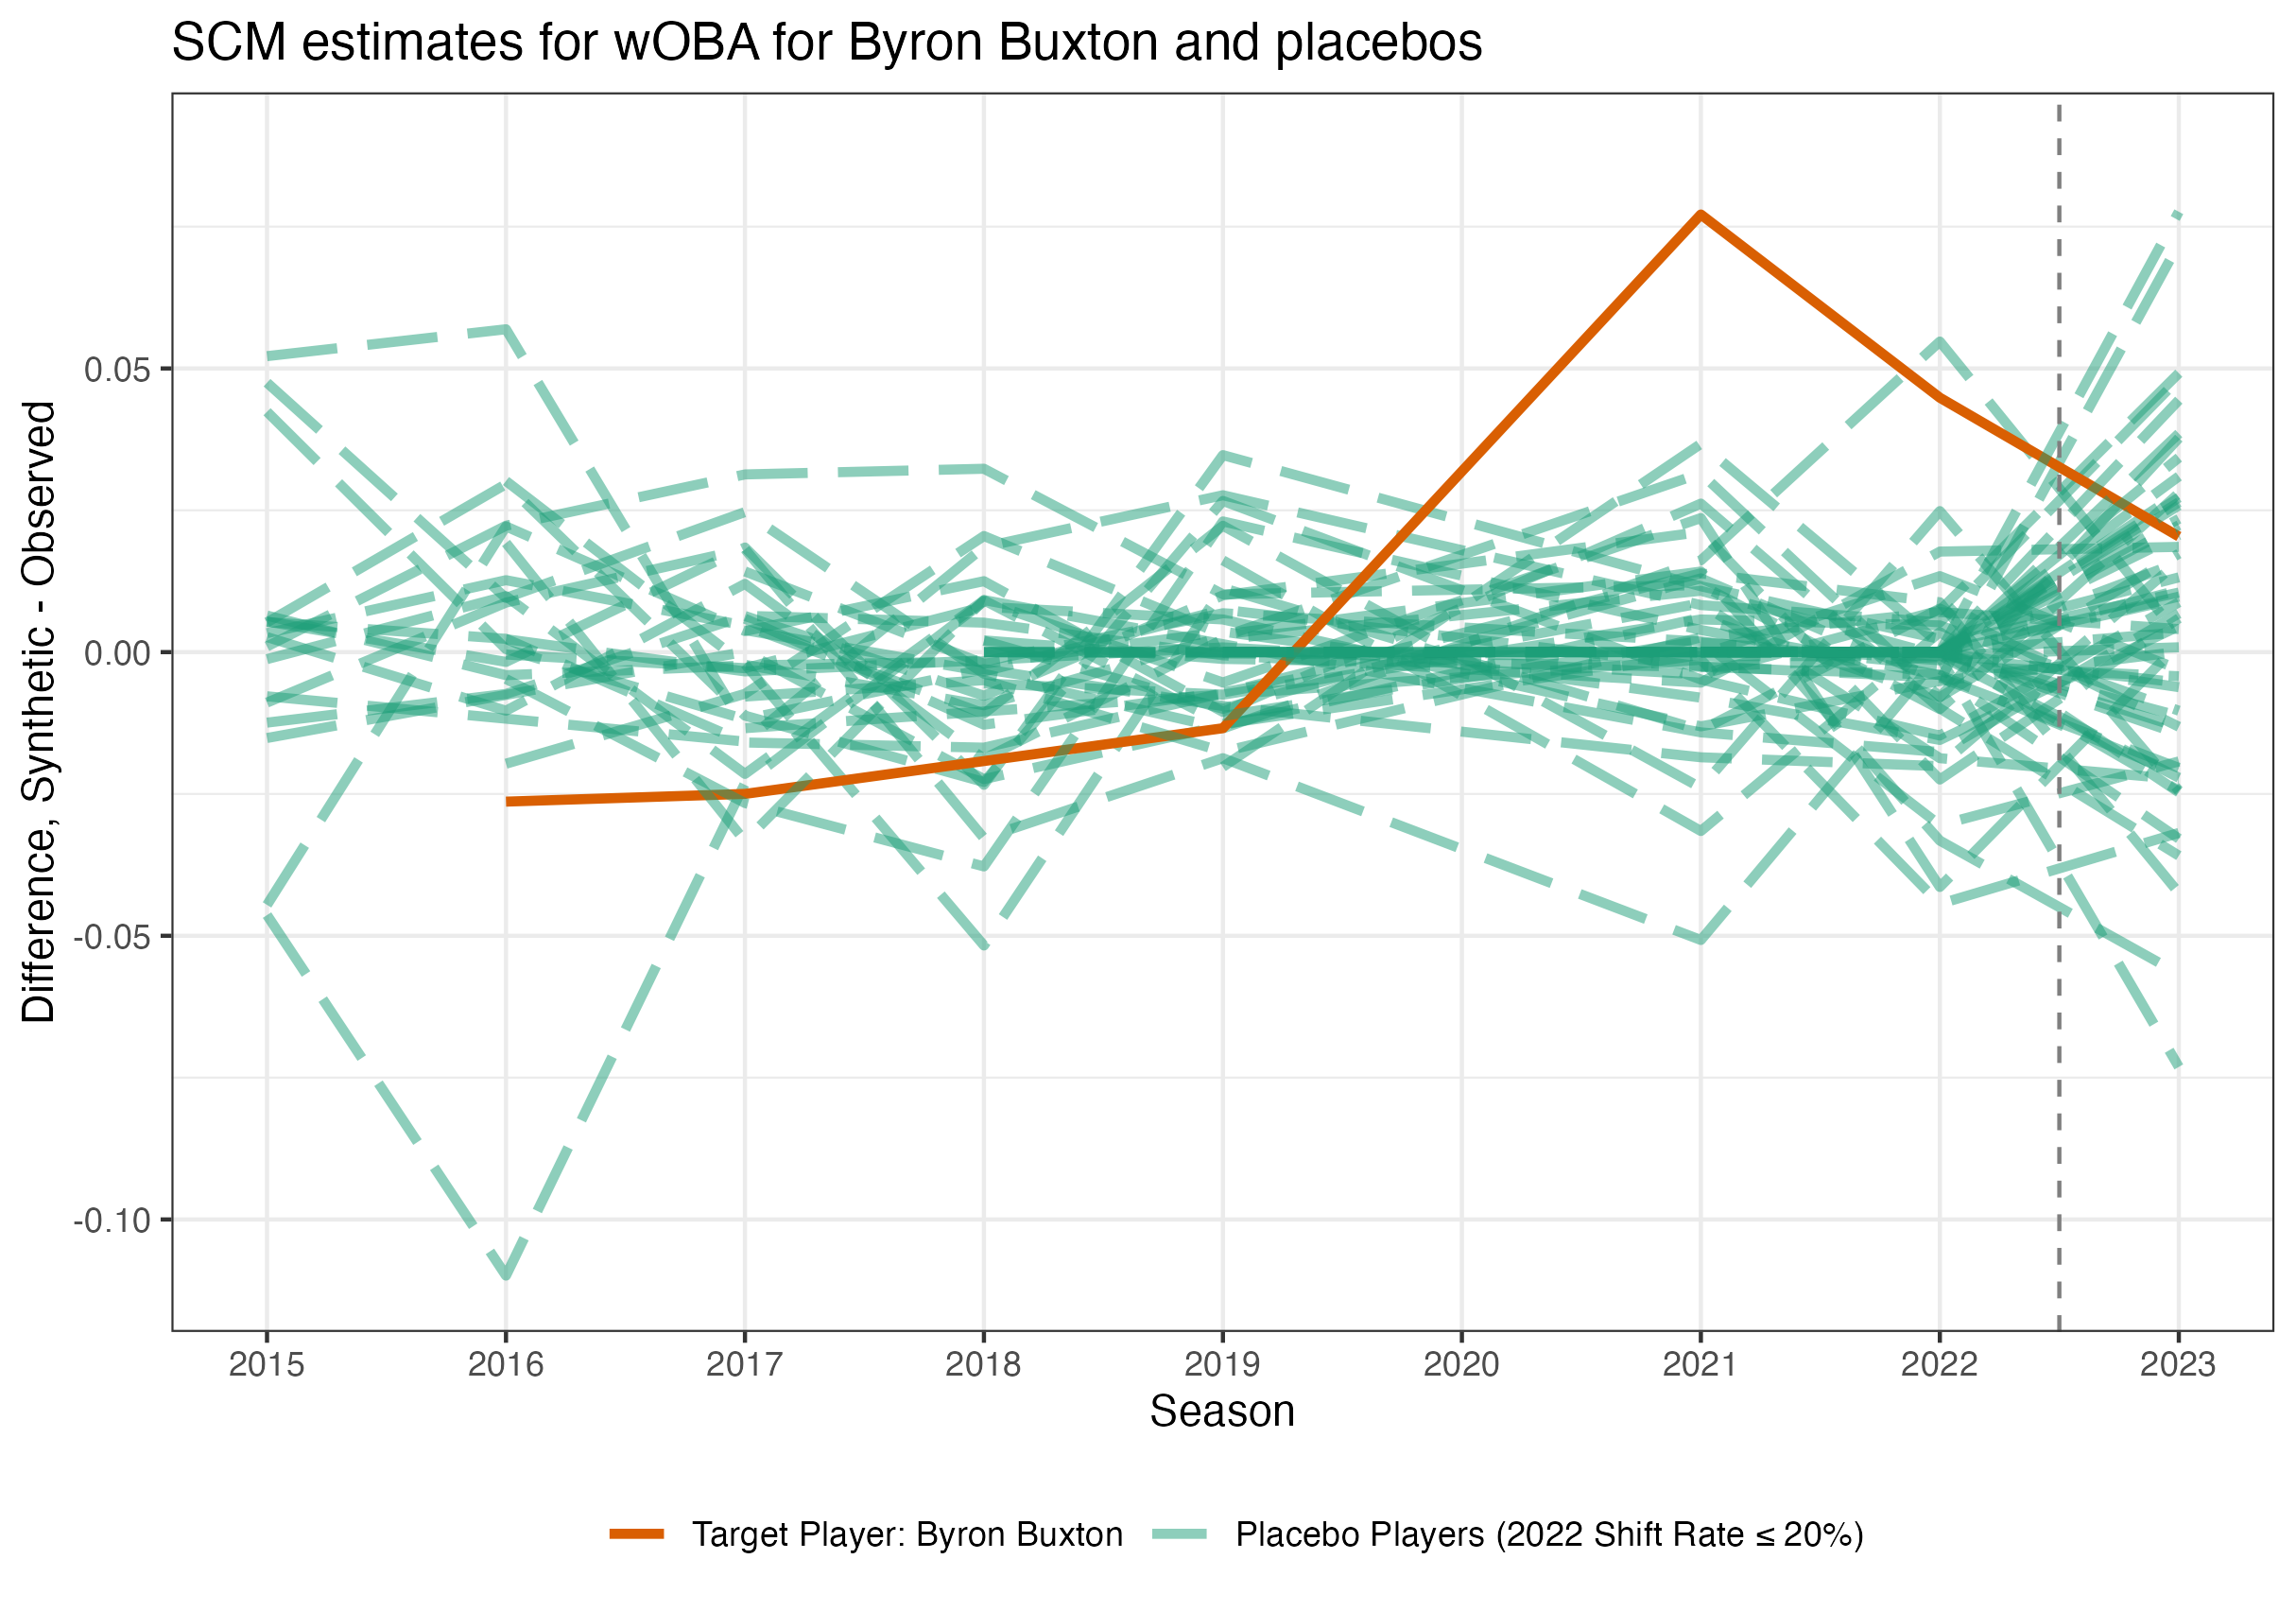 SCM estimates for wOBA for Byron Buxton and placebos
Difference, Synthetic - Observed
0.05
0.00
-0.05
-0.10
2015 2016 2017 2018 2019 2020 2021 2022 2023
Season
Target Player: Byron Buxton Placebo Players (2022 Shift Rate ≤ 20%)